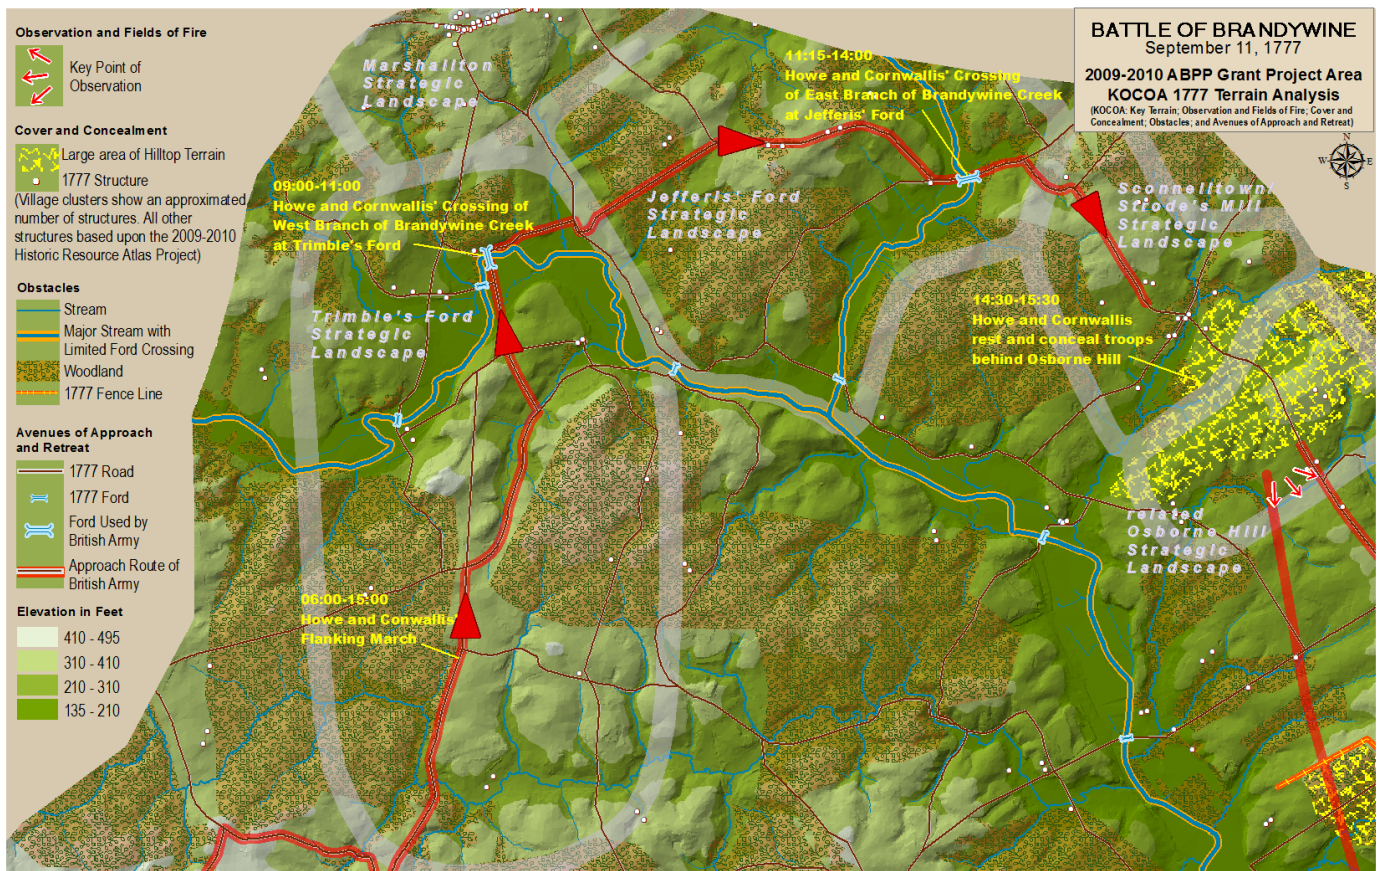 Observation and Fields of Fire
Key Point of
Observation
Cover and Concealment
Large area of Hilltop Terrain
1777 Structure
(Village clusters show an approximated
number of structures. All other
structures based upon the 2009-2010
Historic Resource Atlas Project)
Obstacles
Stream
Major Stream with
Limited Ford Crossing
Woodland
1777 Fence Line
Avenues of Approach
and Retreat
1777 Road
1777 Ford
Ford Used by
British Army
Approach Route of
British Army
Elevation in Feet
410 - 495
310 - 410
210 - 310
135 - 210
BATTLE OF BRANDYWINE
September 11, 1777
2009-2010 ABPP Grant Project Area
KOCOA 1777 Terrain Analysis
(KOCOA: Key Terrain; Observation and Fields of Fire; Cover and
Concealment; Obstacles; and Avenues of Approach and Retreat)
N
W
E
S
Marshallton
Strategic
Landscape
11:15-14:00
Howe and Cornwallis' Crossing
of East Branch of Brandywine Creek
at Jefferis' Ford
09:00-11:00
Howe and Cornwallis' Crossing of
West Branch of Brandywine Creek
at Trimble's Ford
Jefferis' Ford
Strategic
Landscape
Sconnelltown/
Strode's Mill
Strategic
Landscape
Trimble's Ford
Strategic
Landscape
14:30-15:30
Howe and Cornwallis
rest and conceal troops
behind Osborne Hill
related
Osborne Hill
Strategic
Landscape
06:00-15:00
Howe and Conwallis'
Flanking March